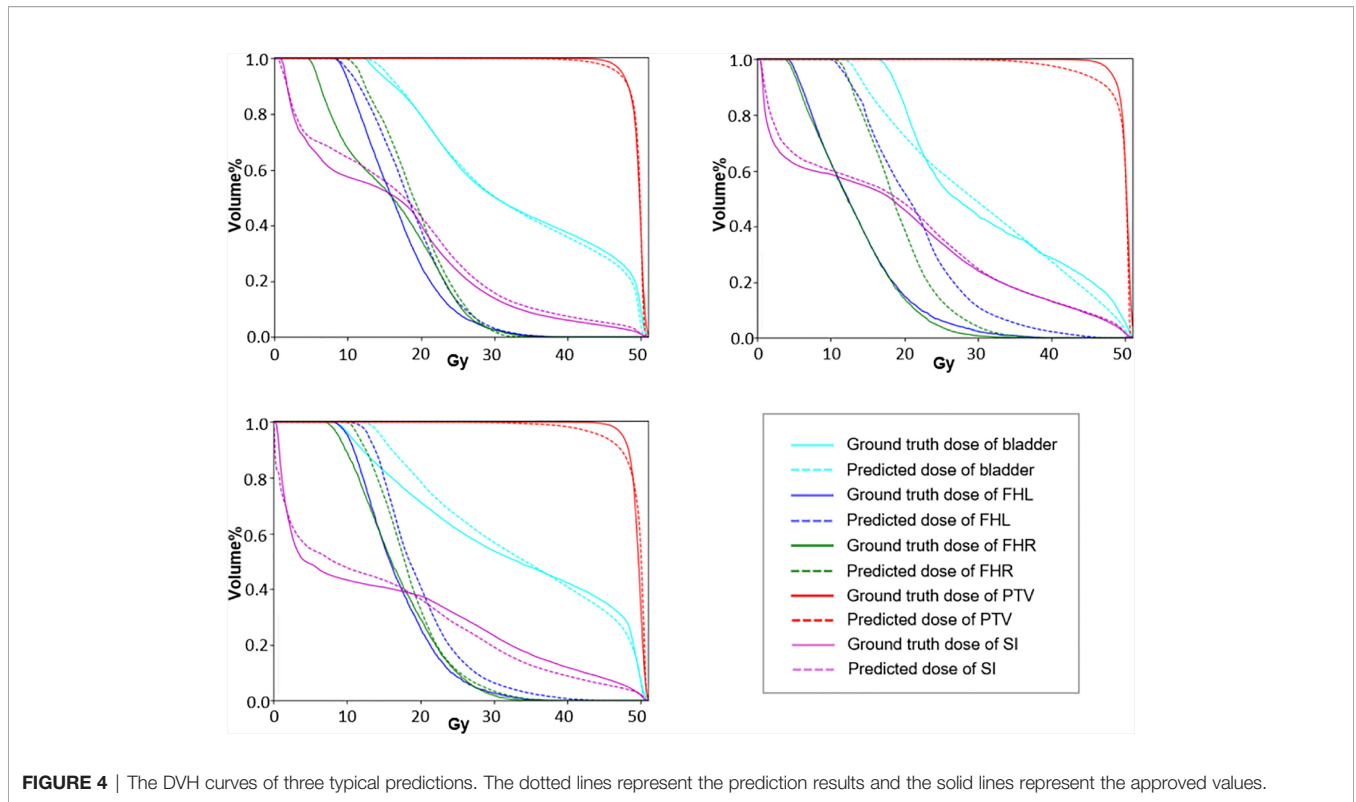 1.0
0.8
0.6
0.4
0.2
0.0
Volume%
0 10 20 30 40 50
Gy
1.0
0.8
0.6
0.4
0.2
0.0
Volume%
0 10 20 30 40 50
Gy
1.0
0.8
0.6
0.4
0.2
0.0
Volume%
0 10 20 30 40 50
Gy
Ground truth dose of bladder
Predicted dose of bladder
Ground truth dose of FHL
Predicted dose of FHL
Ground truth dose of FHR
Predicted dose of FHR
Ground truth dose of PTV
Predicted dose of PTV
Ground truth dose of SI
Predicted dose of SI
FIGURE 4 | The DVH curves of three typical predictions. The dotted lines represent the prediction results and the solid lines represent the approved values.